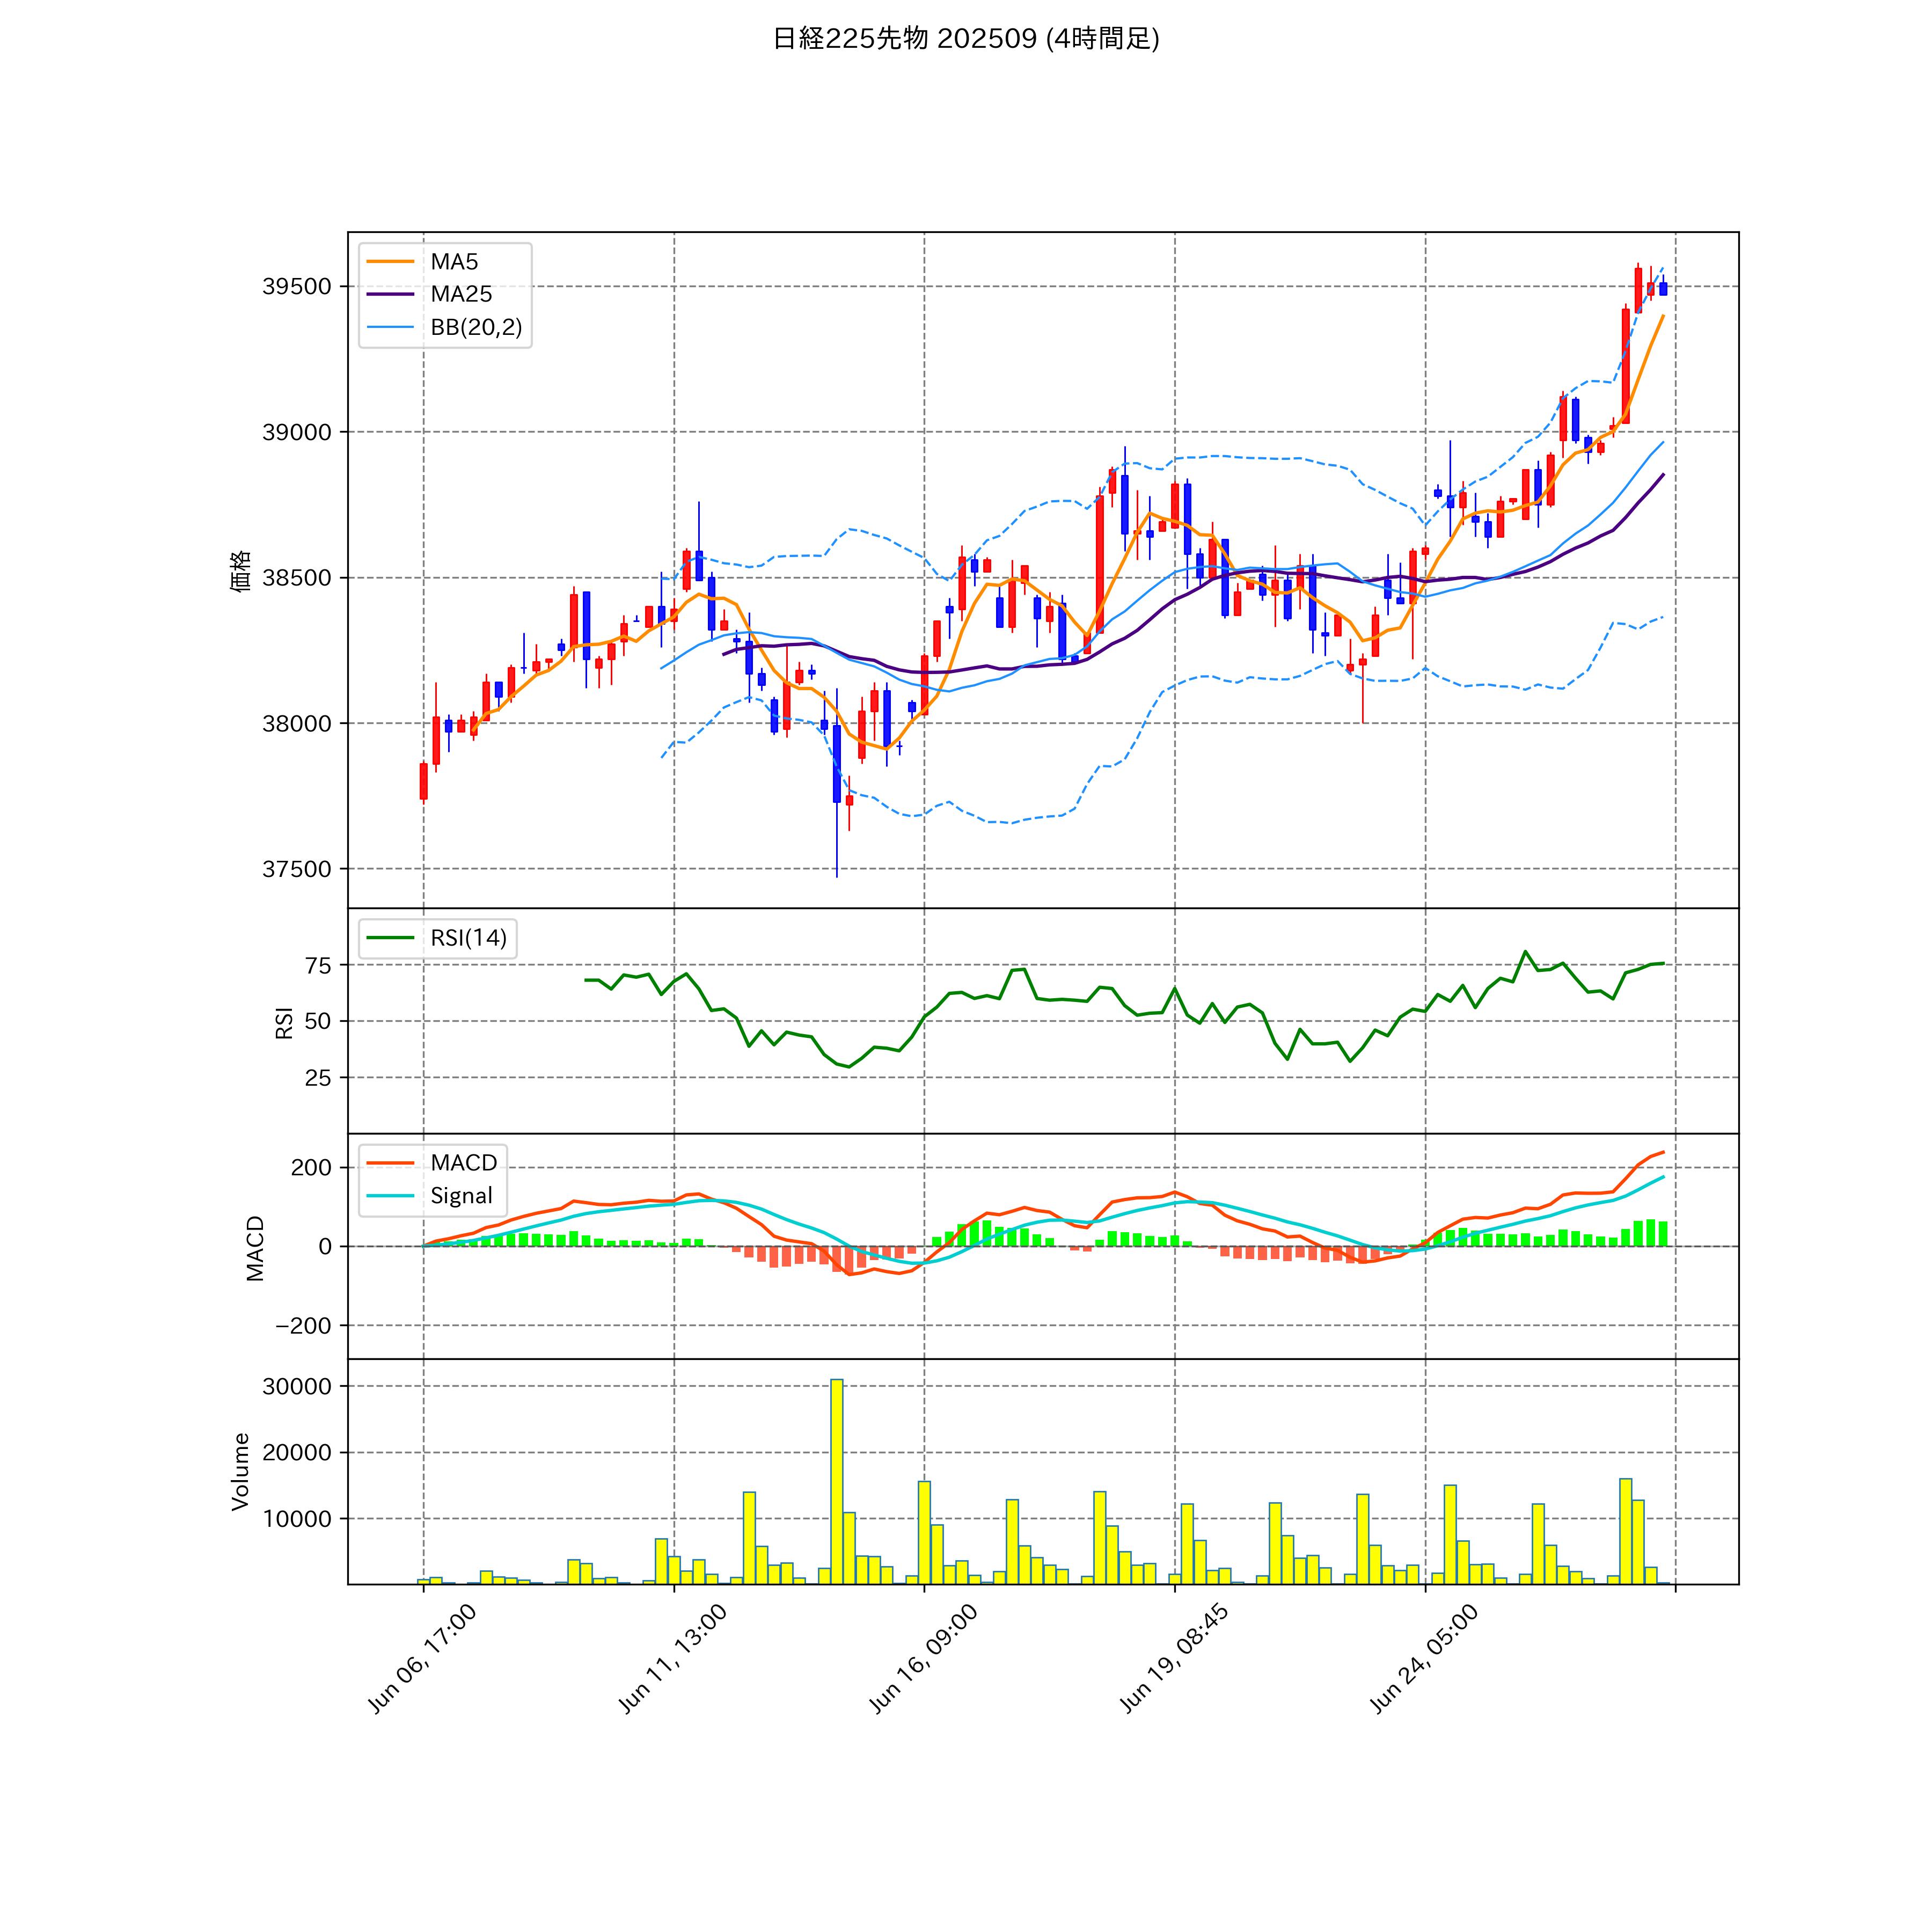 日経225先物 202509 (4時間足)
MA5
MA25
BB(20,2)
価格
39500
39000
38500
38000
37500
RSI(14)
RSI
75
50
25
MACD
Signal
MACD
200
0
−200
Volume
30000
20000
10000
Jun 06, 17:00
Jun 11, 13:00
Jun 16, 09:00
Jun 19, 08:45
Jun 24, 05:00